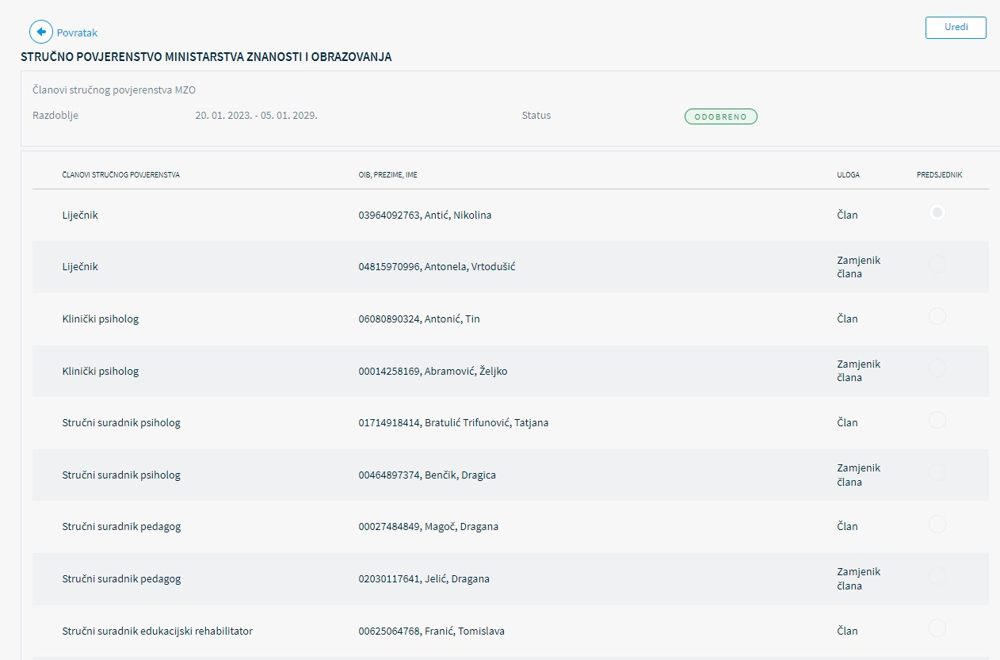 Povratak
Uredi
STRUČNO POVJERENSTVO MINISTARSTVA ZNANOSTI I OBRAZOVANJA
Članovi stručnog povjerenstva MZO
Razdoblje 20. 01. 2023. - 05. 01. 2029. Status ODOBRENO
ČLANOVI STRUČNOG POVJERENSTVA OIB, PREZIME, IME ULOGA PREDSJEDNIK
Liječnik 03964092763, Antić, Nikolina Član
Liječnik 04815970996, Antonela, Vrtodušić Zamjenik
člana
Klinički psiholog 06080890324, Antonić, Tin Član
Klinički psiholog 00014258169, Abramović, Željko Zamjenik
člana
Stručni suradnik psiholog 01714918414, Bratulić Trifunović, Tatjana Član
Stručni suradnik psiholog 00464897374, Benčik, Dragica Zamjenik
člana
Stručni suradnik pedagog 00027484849, Magoč, Dragana Član
Stručni suradnik pedagog 02030117641, Jelić, Dragana Zamjenik
člana
Stručni suradnik edukacijski rehabilitator 00625064768, Franić, Tomislava Član